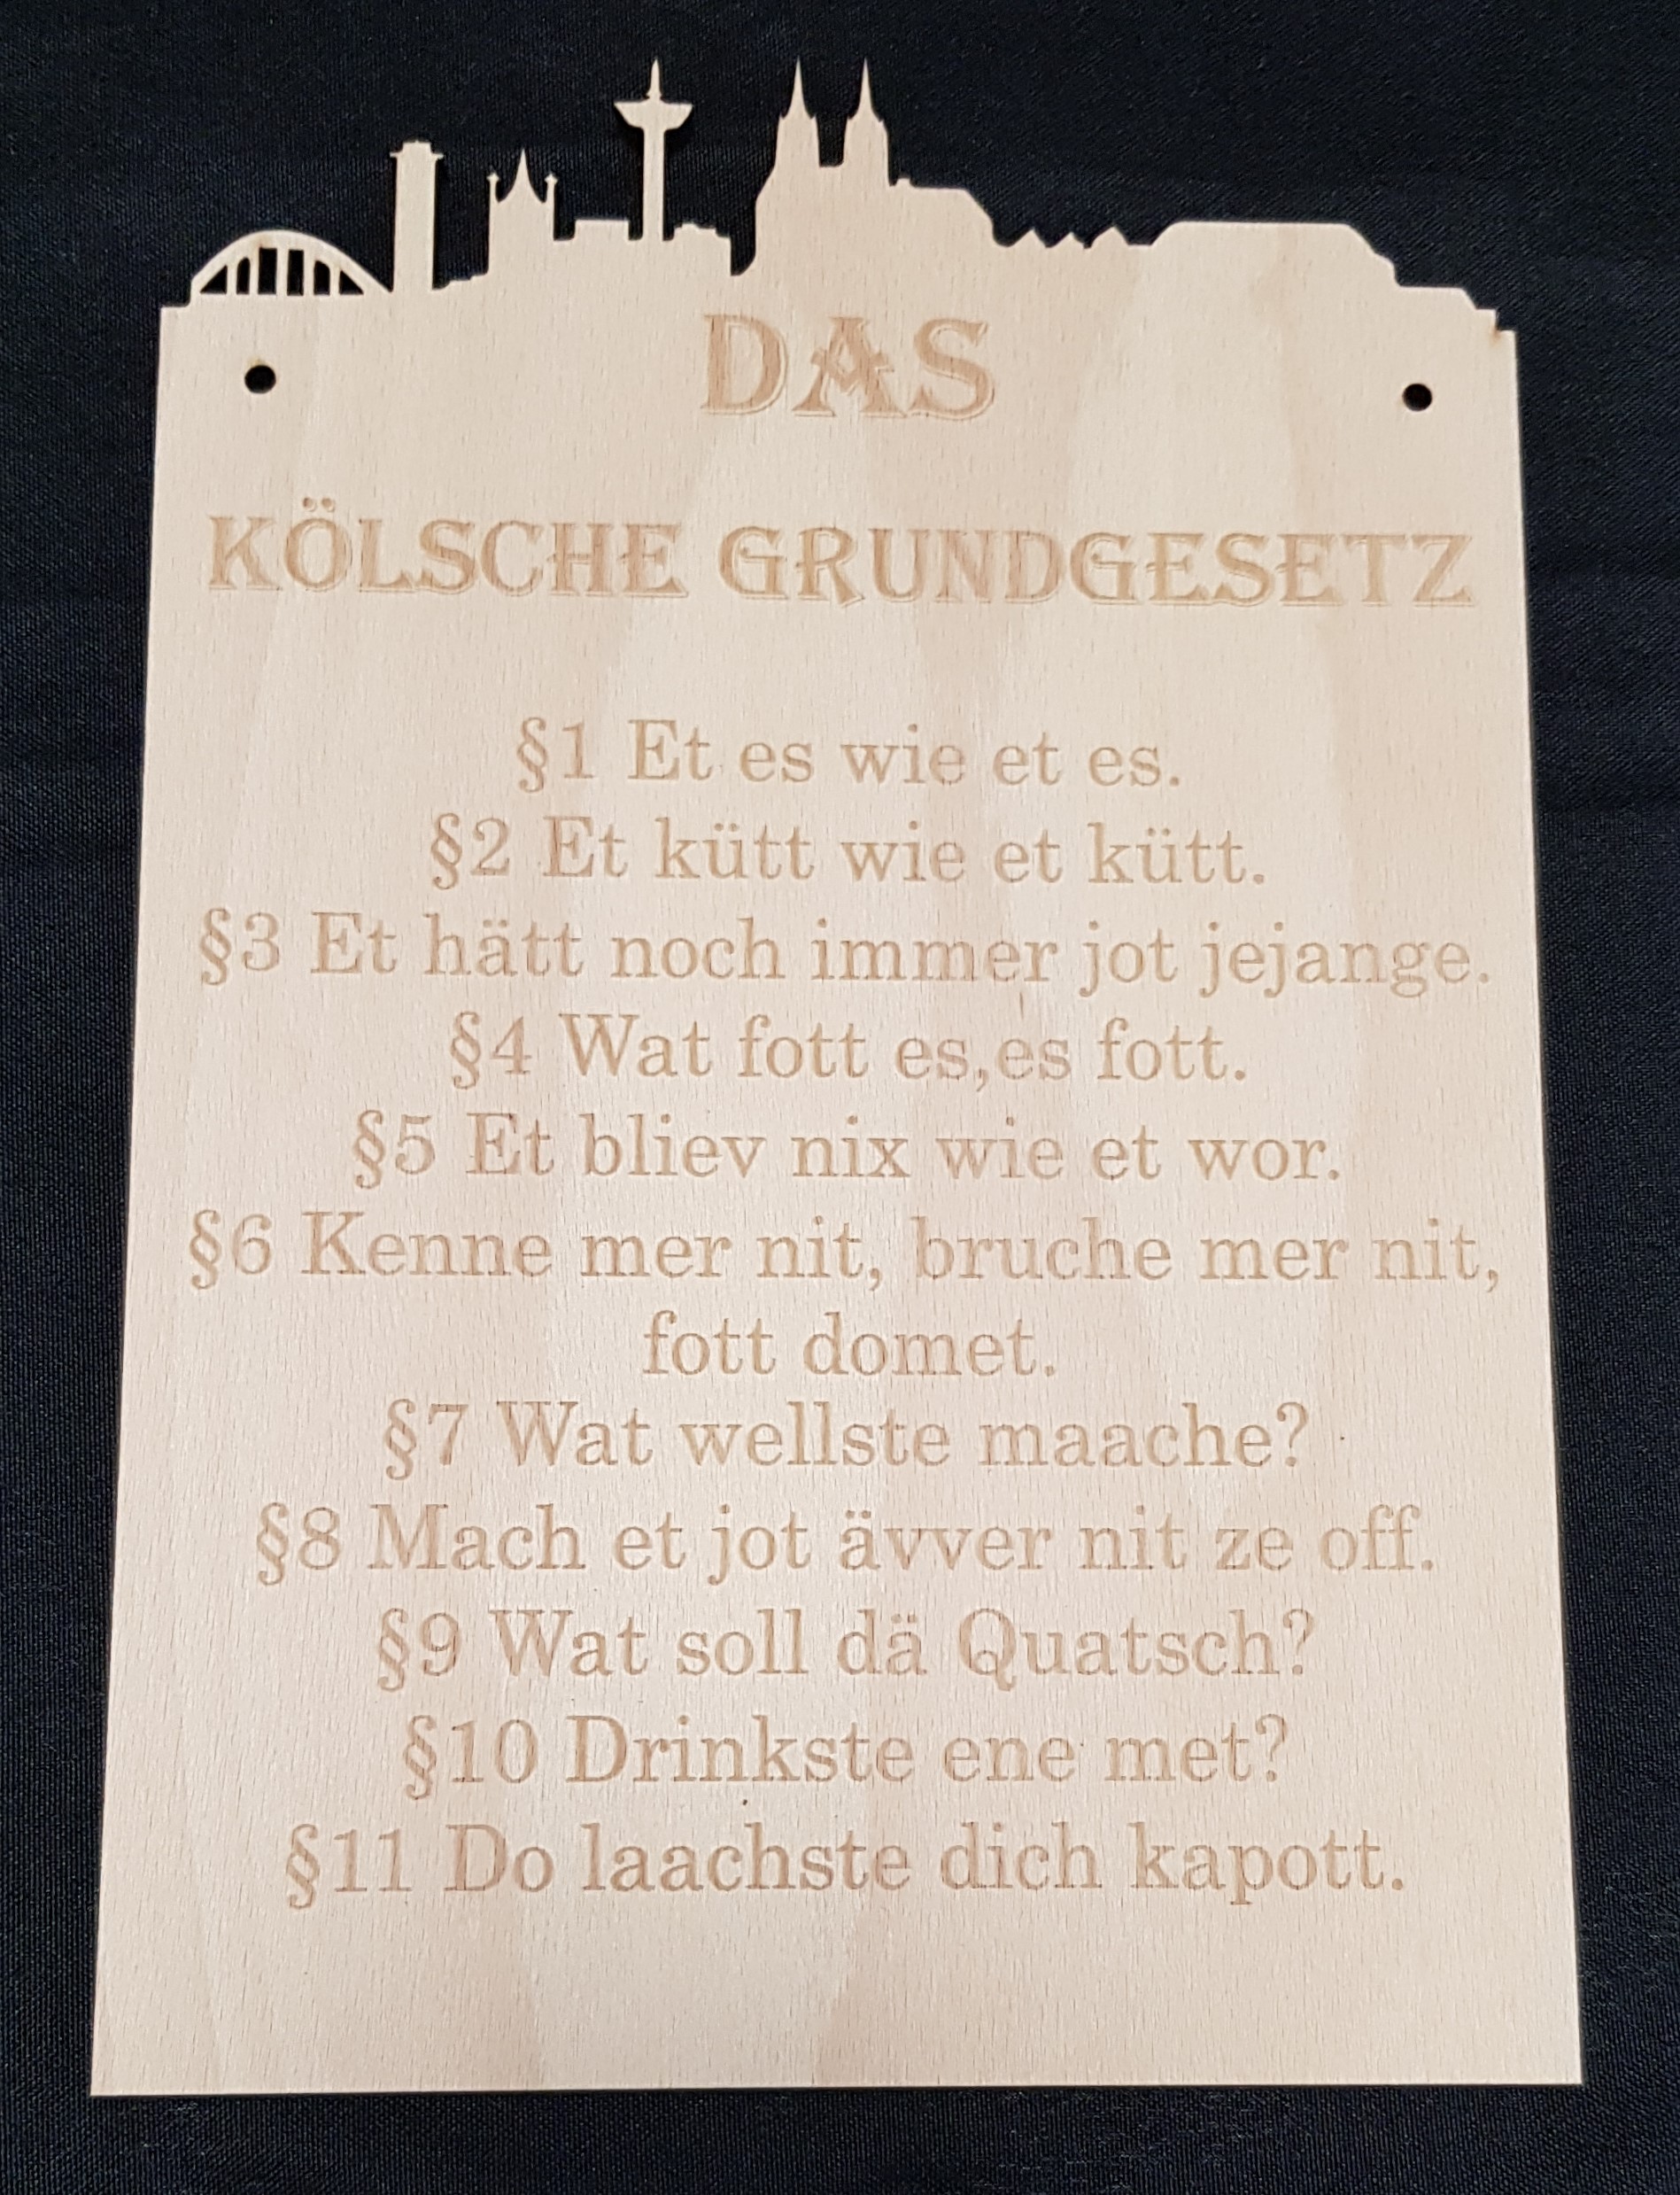 DAS
KÖLSCHE GRUNDGESETZ
§1 Et es wie et es.
§2 Et kütt wie et kütt.
§3 Et hätt noch immer jot jejange.
§4 Wat fott es,es fott.
§5 Et bliev nix wie et wor.
§6 Kenne mer nit, bruche mer nit,
fott domet.
§7 Wat wellste maache?
§8 Mach et jot ävver nit ze off.
§9 Wat soll dä Quatsch?
§10 Drinkste ene met?
§11 Do laachste dich kapott.